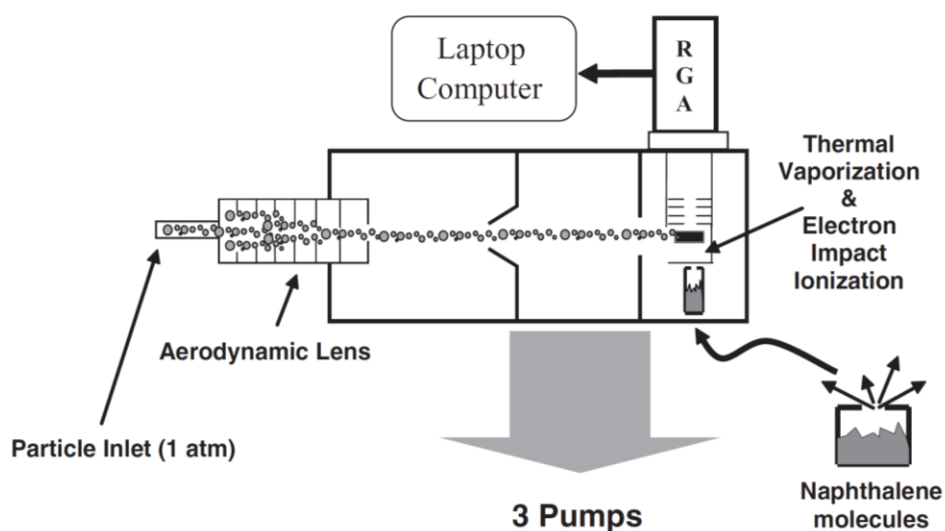 Laptop
Computer
R
G
A
Thermal
Vaporization
&
Electron
Impact
Ionization
Aerodynamic Lens
Particle Inlet (1 atm)
3 Pumps
Naphthalene
molecules